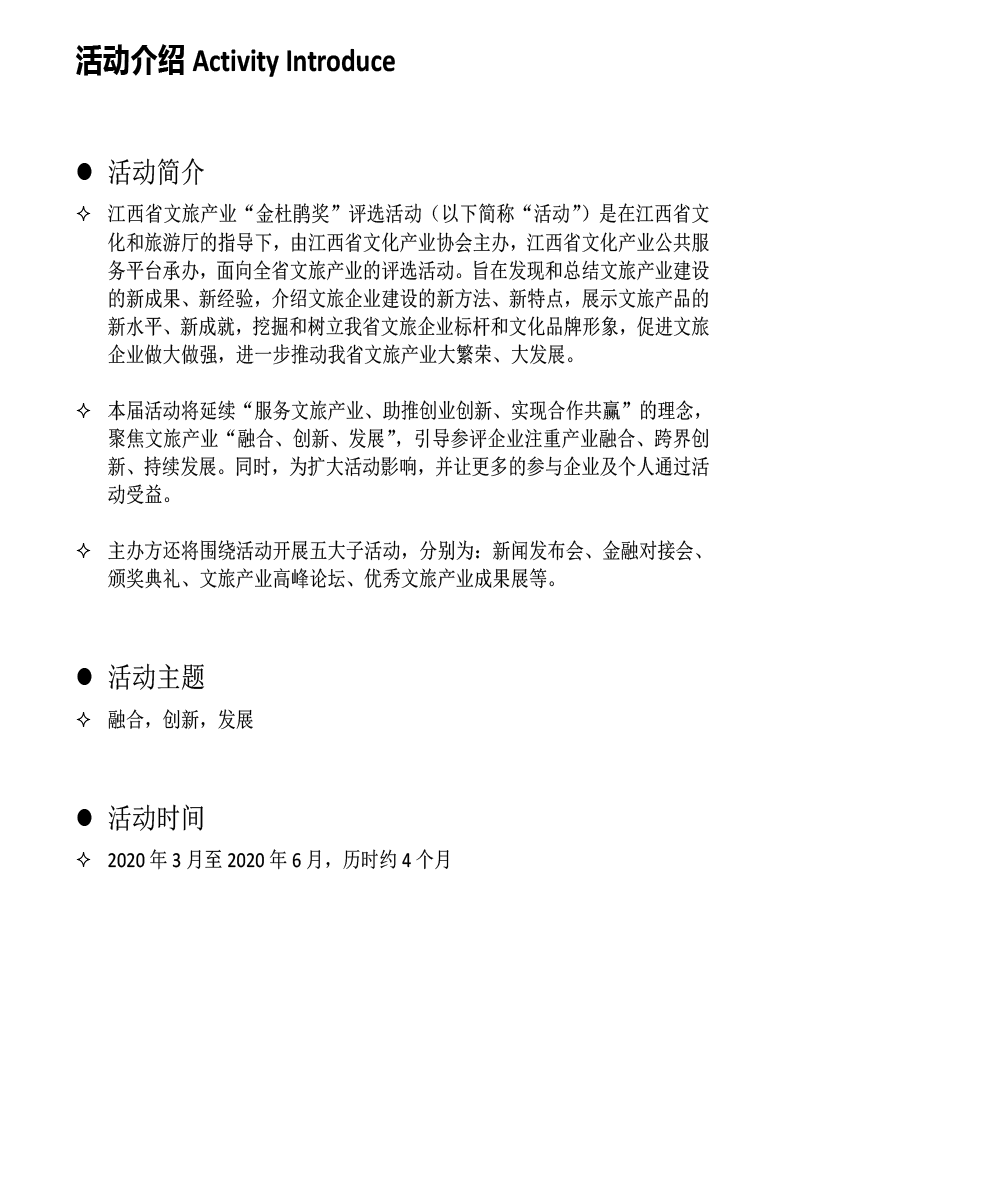 活动介绍 Activity Introduce
● 活动简介
✧ 江西省文旅产业“金杜鹃奖”评选活动（以下简称“活动”）是在江西省文
化和旅游厅的指导下，由江西省文化产业协会主办，江西省文化产业公共服
务平台承办，面向全省文旅产业的评选活动。旨在发现和总结文旅产业建设
的新成果、新经验，介绍文旅企业建设的新方法、新特点，展示文旅产品的
新水平、新成就，挖掘和树立我省文旅企业标杆和文化品牌形象，促进文旅
企业做大做强，进一步推动我省文旅产业大繁荣、大发展。
✧ 本届活动将延续“服务文旅产业、助推创业创新、实现合作共赢”的理念，
聚焦文旅产业“融合、创新、发展”，引导参评企业注重产业融合、跨界创
新、持续发展。同时，为扩大活动影响，并让更多的参与企业及个人通过活
动受益。
✧ 主办方还将围绕活动开展五大子活动，分别为：新闻发布会、金融对接会、
颁奖典礼、文旅产业高峰论坛、优秀文旅产业成果展等。
● 活动主题
✧ 融合，创新，发展
● 活动时间
✧ 2020 年 3 月至 2020 年 6 月，历时约 4 个月